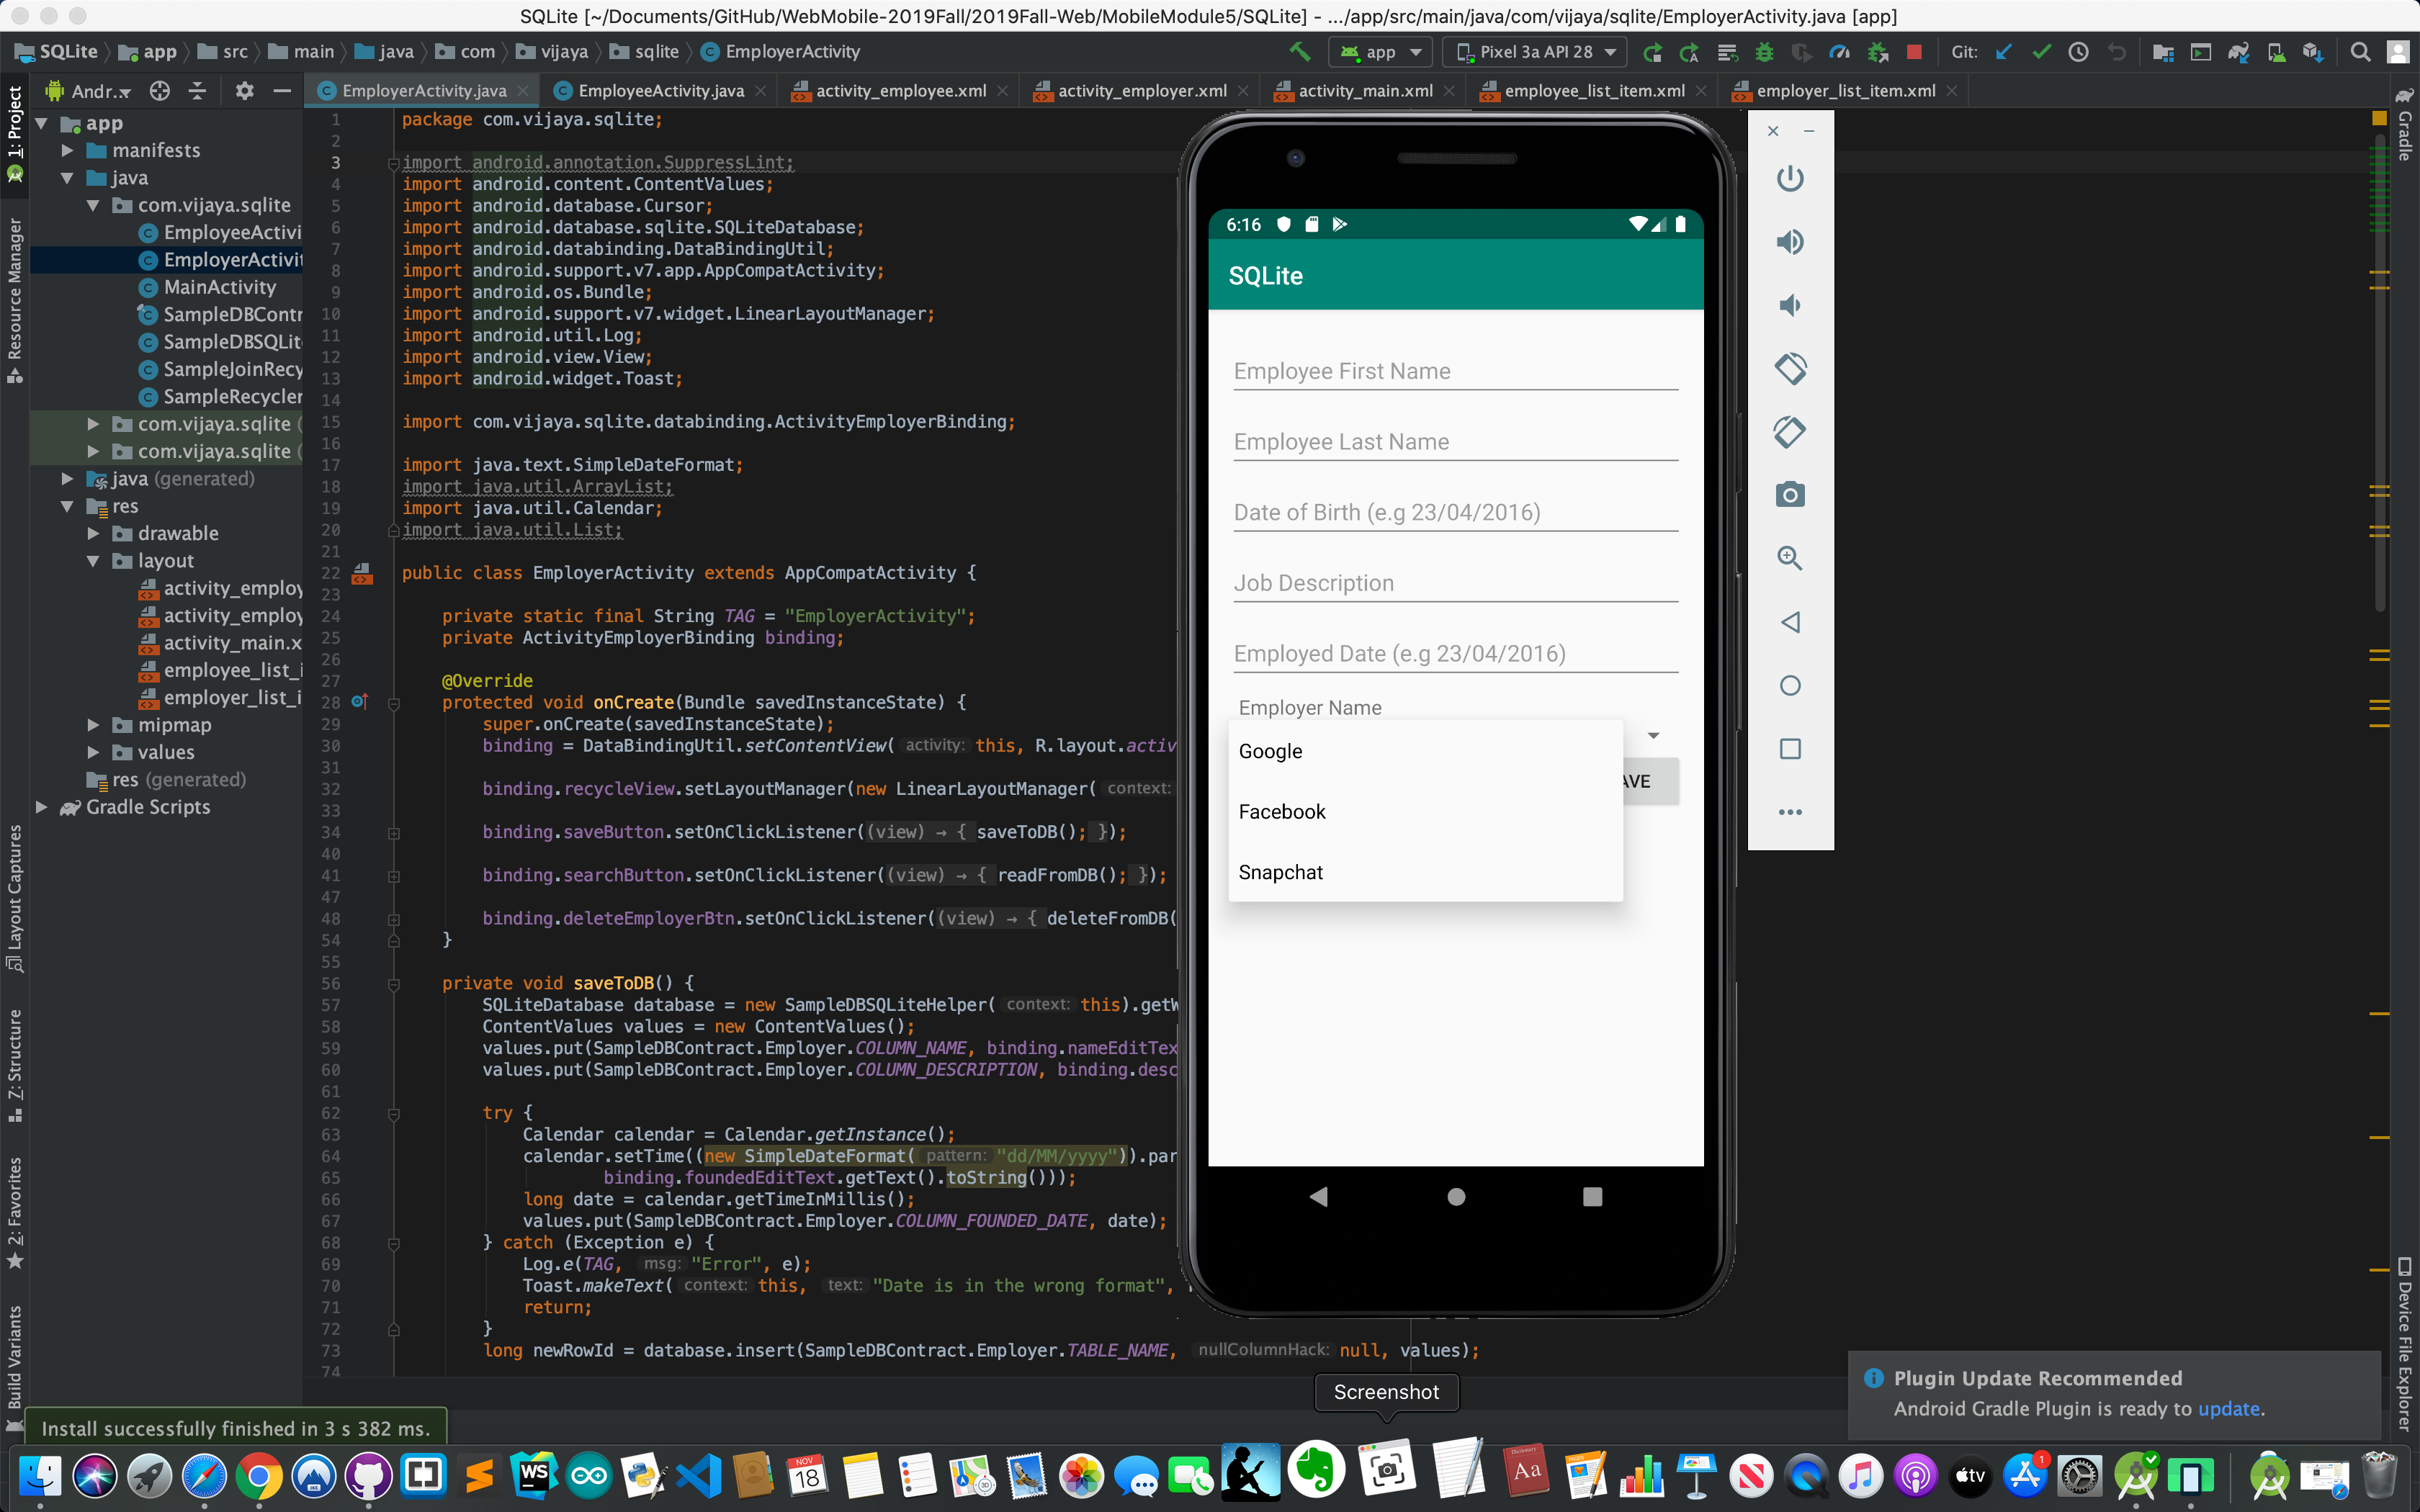 SQLite [~/Documents/GitHub/WebMobile-2019Fall/2019Fall-Web/MobileModule5/SQLite] - .../app/src/main/java/com/vijaya/sqlite/EmployerActivity.java [app]
SQLite app src main java com vijaya sqlite EmployerActivity
app Pixel 3a API 28 Git:
Andr...
EmployerActivity.java EmployeeActivity.java activity_employee.xml activity_employer.xml activity_main.xml employee_list_item.xml employer_list_item.xml
1: Project
Resource Manager
Layout Captures
7: Structure
2: Favorites
Build Variants
app
manifests
java
com.vijaya.sqlite
EmployeeActivi
EmployerActivit
MainActivity
SampleDBContr
SampleDBSQLit
SampleJoinRecy
SampleRecycler
com.vijaya.sqlite (
com.vijaya.sqlite (
java (generated)
res
drawable
layout
activity_employ
activity_employ
activity_main.x
employee_list_i
employer_list_i
mipmap
values
res (generated)
Gradle Scripts
1 package com.vijaya.sqlite;
2
3 import android.annotation.SuppressLint;
4 import android.content.ContentValues;
5 import android.database.Cursor;
6 import android.database.sqlite.SQLiteDatabase;
7 import android.databinding.DataBindingUtil;
8 import android.support.v7.app.AppCompatActivity;
9 import android.os.Bundle;
10 import android.support.v7.widget.LinearLayoutManager;
11 import android.util.Log;
12 import android.view.View;
13 import android.widget.Toast;
14
15 import com.vijaya.sqlite.databinding.ActivityEmployerBinding;
16
17 import java.text.SimpleDateFormat;
18 import java.util.ArrayList;
19 import java.util.Calendar;
20 import java.util.List;
21
22 public class EmployerActivity extends AppCompatActivity {
23
24 private static final String TAG = "EmployerActivity";
25 private ActivityEmployerBinding binding;
26
27 @Override
28 protected void onCreate(Bundle savedInstanceState) {
29 super.onCreate(savedInstanceState);
30 binding = DataBindingUtil.setContentView( activity: this, R.layout.activ
31
32 binding.recycleView.setLayoutManager(new LinearLayoutManager( context:
33
34 binding.saveButton.setOnClickListener((view) → { saveToDB(); });
40
41 binding.searchButton.setOnClickListener((view) → { readFromDB(); });
47
48 binding.deleteEmployerBtn.setOnClickListener((view) → { deleteFromDB(
54 }
55
56 private void saveToDB() {
57 SQLiteDatabase database = new SampleDBSQLiteHelper( context: this).getW
58 ContentValues values = new ContentValues();
59 values.put(SampleDBContract.Employer.COLUMN_NAME, binding.nameEditTex
60 values.put(SampleDBContract.Employer.COLUMN_DESCRIPTION, binding.desc
61
62 try {
63 Calendar calendar = Calendar.getInstance();
64 calendar.setTime((new SimpleDateFormat( pattern: "dd/MM/yyyy")).par
65 binding.foundedEditText.getText().toString()));
66 long date = calendar.getTimeInMillis();
67 values.put(SampleDBContract.Employer.COLUMN_FOUNDED_DATE, date);
68 } catch (Exception e) {
69 Log.e(TAG, msg: "Error", e);
70 Toast.makeText( context: this, text: "Date is in the wrong format",
71 return;
72 }
73 long newRowId = database.insert(SampleDBContract.Employer.TABLE_NAME, nullColumnHack: null, values);
74
6:16
SQLite
Employee First Name
Employee Last Name
Date of Birth (e.g 23/04/2016)
Job Description
Employed Date (e.g 23/04/2016)
Employer Name
Google
AVE
Facebook
Snapchat
Gradle
Device File Explorer
Screenshot
Plugin Update Recommended
Android Gradle Plugin is ready to update.
Install successfully finished in 3 s 382 ms.
WS
NOV
18
3D
Dictionary
Aa
PAGES
N
tv
1